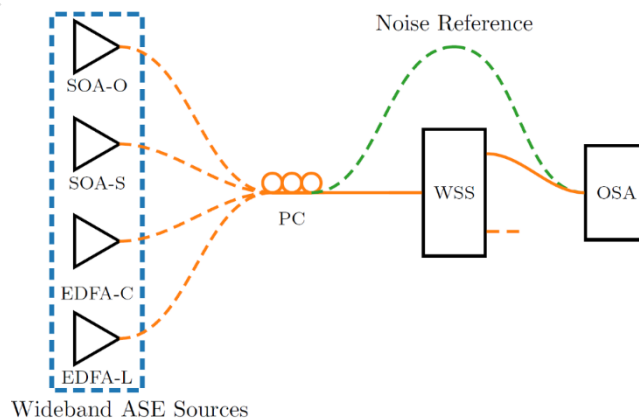 Noise Reference
SOA-O
SOA-S
WSS
OSA
PC
EDFA-C
EDFA-L
Wideband ASE Sources